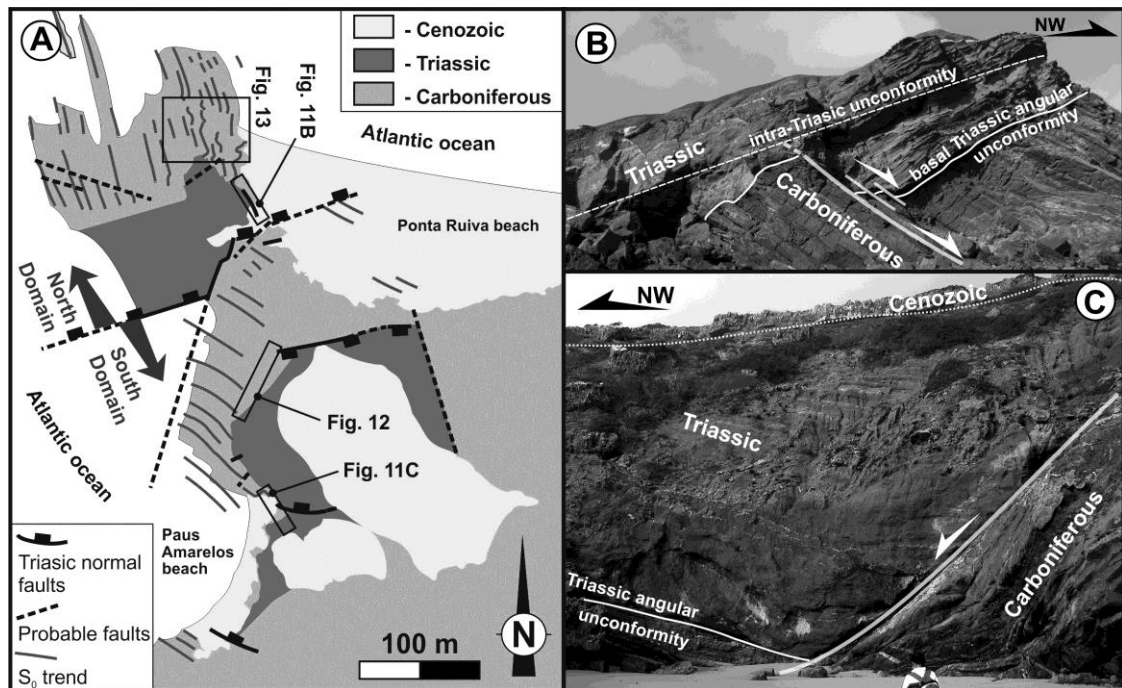 A
- Cenozoic
- Triassic
- Carboniferous
Fig. 13
Fig. 11B
Atlantic ocean
Ponta Ruiva beach
North
Domain
South
Domain
Atlantic ocean
Fig. 12
Fig. 11C
Paus
Amarelos
beach
Triasic normal
faults
Probable faults
S0 trend
100 m
N
B
NW
intra-Triasic unconformity
Triassic
basal Triassic angular
unconformity
Carboniferous
C
NW
Cenozoic
Triassic
Carboniferous
Triassic angular
unconformity